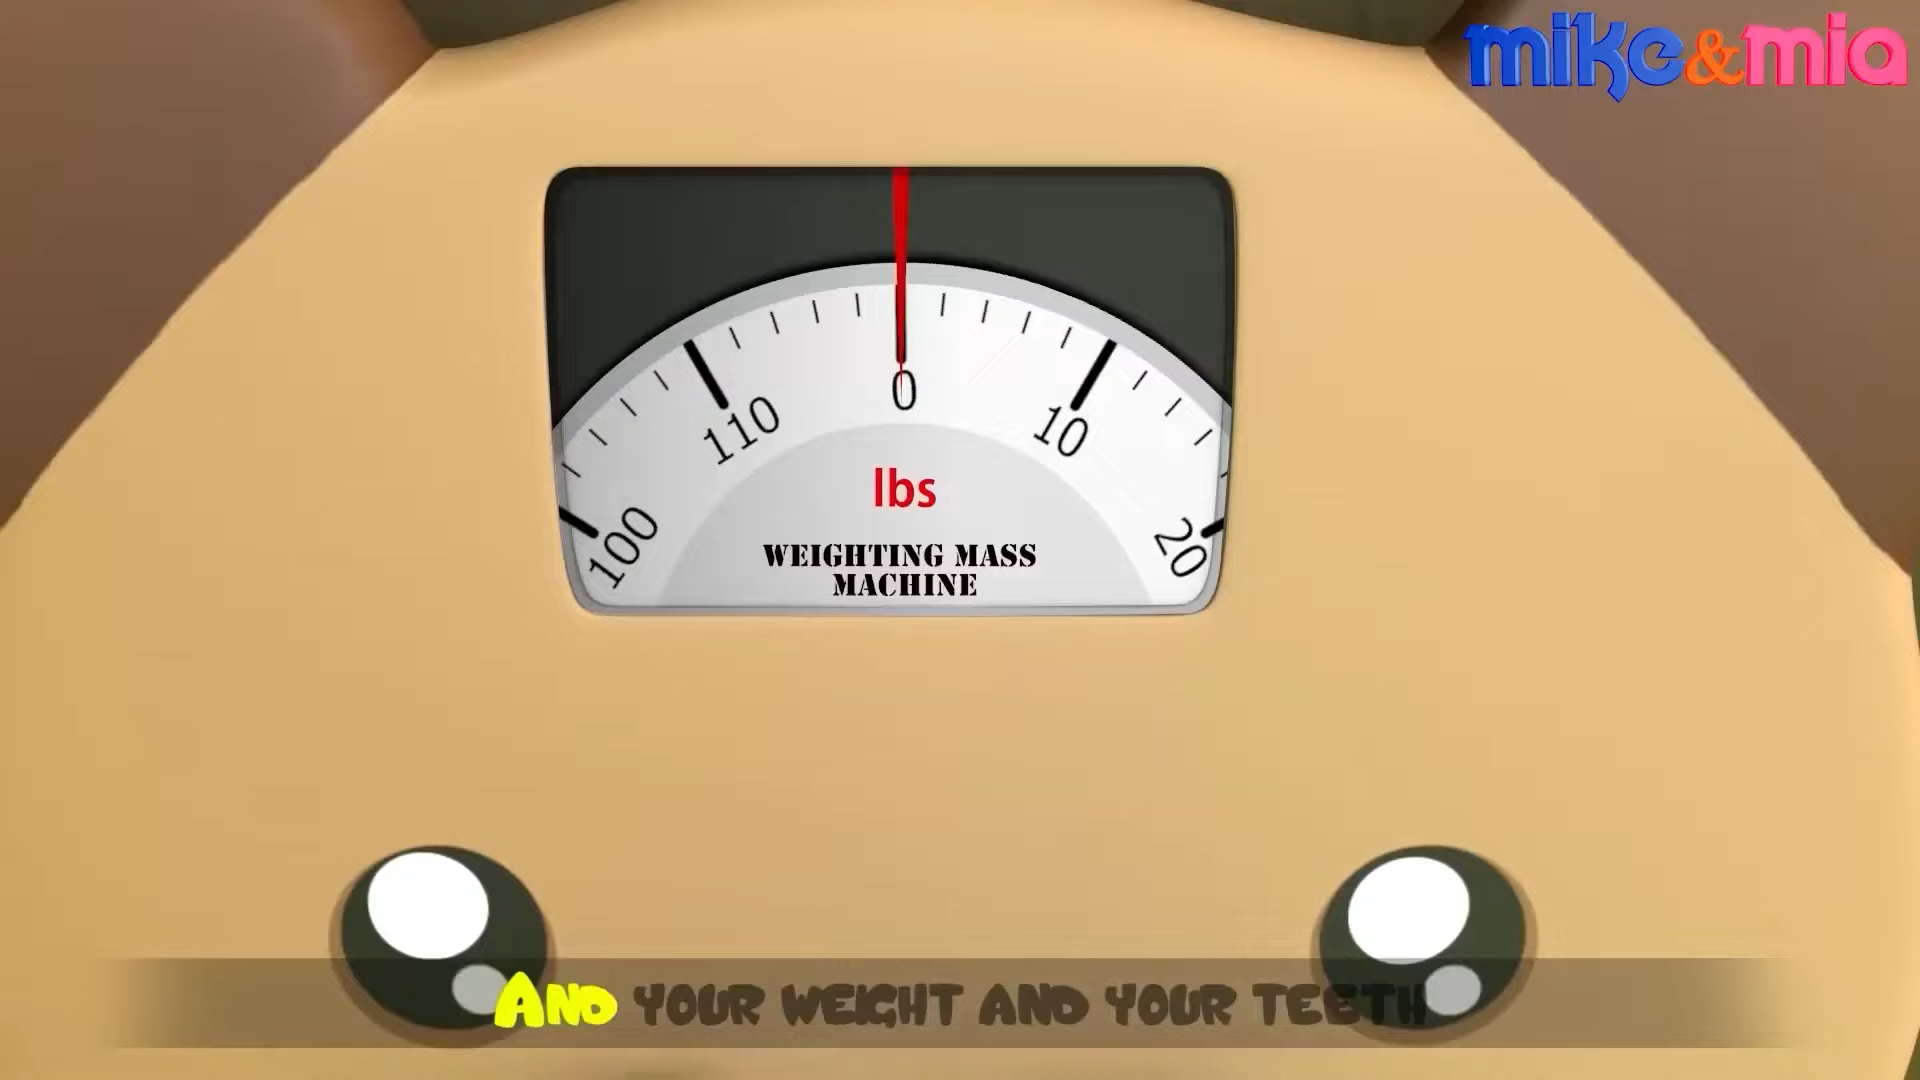 mike&mia
110 0 10
100 20
lbs
WEIGHTING MASS
MACHINE
AND YOUR WEIGHT AND YOUR TEETH